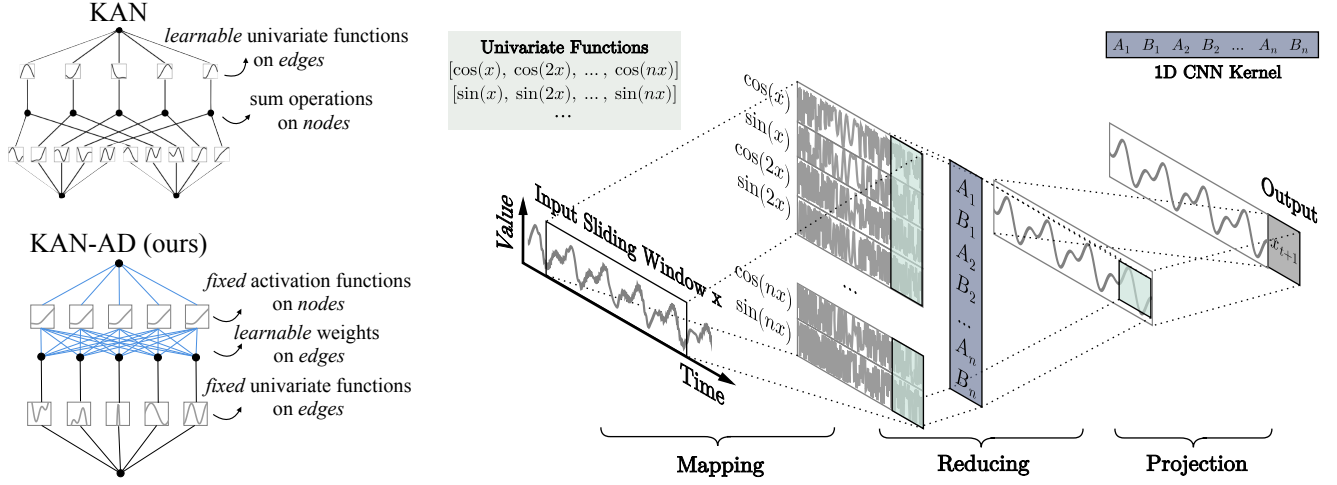 KAN
learnable univariate functions
on edges
sum operations
on nodes
KAN-AD (ours)
fixed activation functions
on nodes
learnable weights
on edges
fixed univariate functions
on edges
Univariate Functions
[cos(x), cos(2x), ... , cos(nx)]
[sin(x), sin(2x), ... , sin(nx)]
...
Value
Input Sliding Window x
Time
cos(x)
sin(x)
cos(2x)
sin(2x)
...
cos(nx)
sin(nx)
A₁
B₁
A₂
B₂
...
Aₙ
Bₙ
A₁ B₁ A₂ B₂ ... Aₙ Bₙ
1D CNN Kernel
Output
xₜ₊₁
Mapping
Reducing
Projection